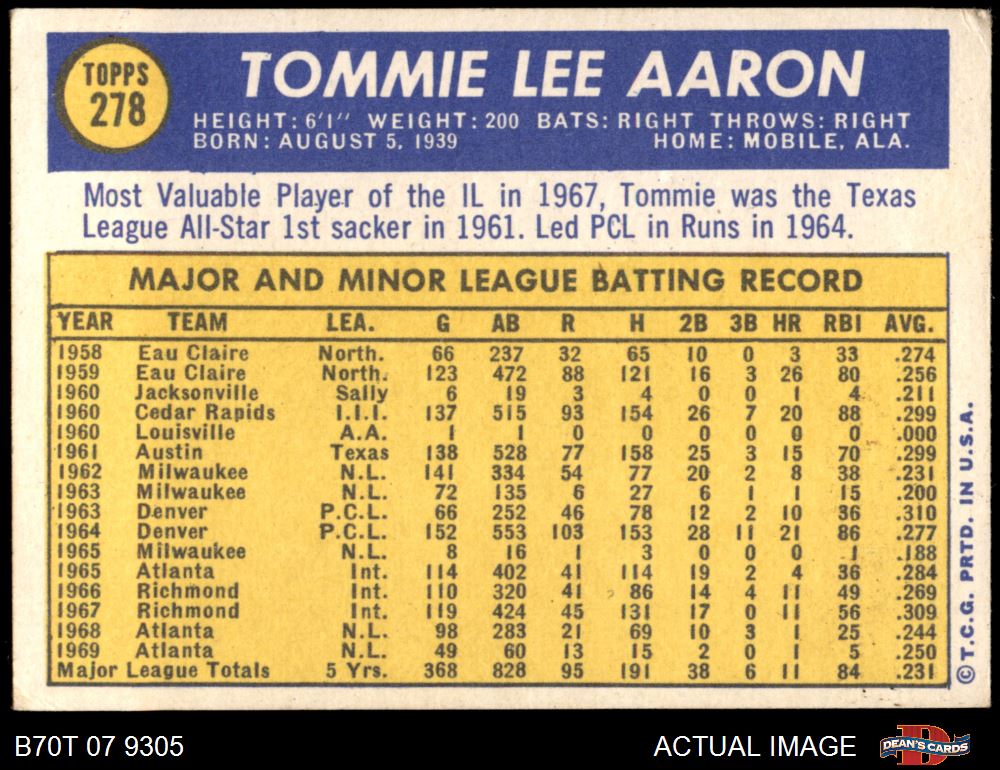 TOPPS
278
TOMMIE LEE AARON
HEIGHT: 6'1" WEIGHT: 200 BATS: RIGHT THROWS: RIGHT
BORN: AUGUST 5, 1939 HOME: MOBILE, ALA.
Most Valuable Player of the IL in 1967, Tommie was the Texas
League All-Star 1st sacker in 1961. Led PCL in Runs in 1964.
MAJOR AND MINOR LEAGUE BATTING RECORD
YEAR TEAM LEA. G AB R H 2B 3B HR RBI AVG.
1958 Eau Claire North. 66 237 32 65 10 0 3 33 .274
1959 Eau Claire North. 123 472 88 121 16 3 26 80 .256
1960 Jacksonville Sally 6 19 3 4 0 0 1 4 .211
1960 Cedar Rapids I.I.I. 137 515 93 154 26 7 20 88 .299
1960 Louisville A.A. 1 1 0 0 0 0 0 0 .000
1961 Austin Texas 138 528 77 158 25 3 15 70 .299
1962 Milwaukee N.L. 141 334 54 77 20 2 8 38 .231
1963 Milwaukee N.L. 72 135 6 27 6 1 1 15 .200
1963 Denver P.C.L. 66 252 46 78 12 2 10 36 .310
1964 Denver P.C.L. 152 553 103 153 28 11 21 86 .277
1965 Milwaukee N.L. 8 16 1 3 0 0 0 1 .188
1965 Atlanta Int. 114 402 41 114 19 2 4 36 .284
1966 Richmond Int. 110 320 41 86 14 4 11 49 .269
1967 Richmond Int. 119 424 45 131 17 0 11 56 .309
1968 Atlanta N.L. 98 283 21 69 10 3 1 25 .244
1969 Atlanta N.L. 49 60 13 15 2 0 1 5 .250
Major League Totals 5 Yrs. 368 828 95 191 38 6 11 84 .231
© T.C.G. PRTD. IN U.S.A.
B70T 07 9305
ACTUAL IMAGE
D
DEAN'S CARDS